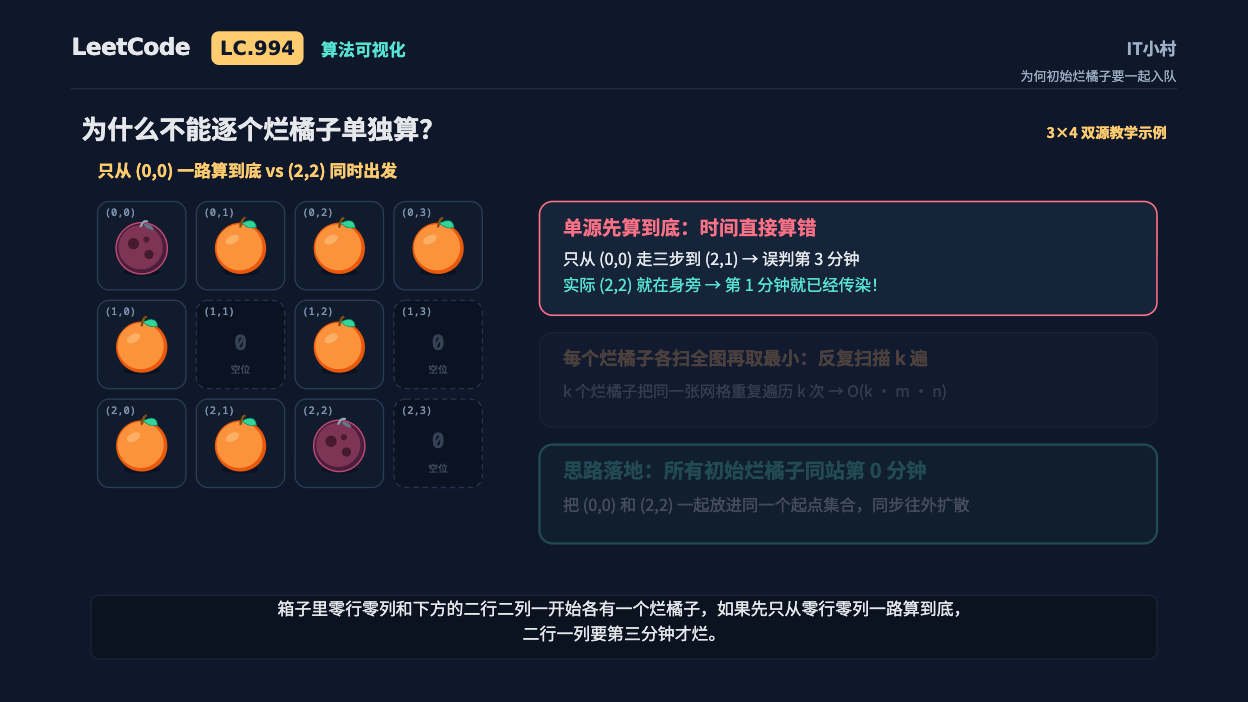 LeetCode LC.994 算法可视化
IT小村
为何初始烂橘子要一起入队
为什么不能逐个烂橘子单独算?
3×4 双源教学示例
只从 (0,0) 一路算到底 vs (2,2) 同时出发
(0,0) (0,1) (0,2) (0,3)
(1,0) (1,1) (1,2) (1,3)
0 0
空位 空位
(2,0) (2,1) (2,2) (2,3)
0
空位
单源先算到底：时间直接算错
只从 (0,0) 走三步到 (2,1) → 误判第 3 分钟
实际 (2,2) 就在身旁 → 第 1 分钟就已经传染！
每个烂橘子各扫全图再取最小：反复扫描 k 遍
k 个烂橘子把同一张网格重复遍历 k 次 → O(k · m · n)
思路落地：所有初始烂橘子同站第 0 分钟
把 (0,0) 和 (2,2) 一起放进同一个起点集合，同步往外扩散
箱子里零行零列和下方的二行二列一开始各有一个烂橘子，如果先只从零行零列一路算到底，
二行一列要第三分钟才烂。